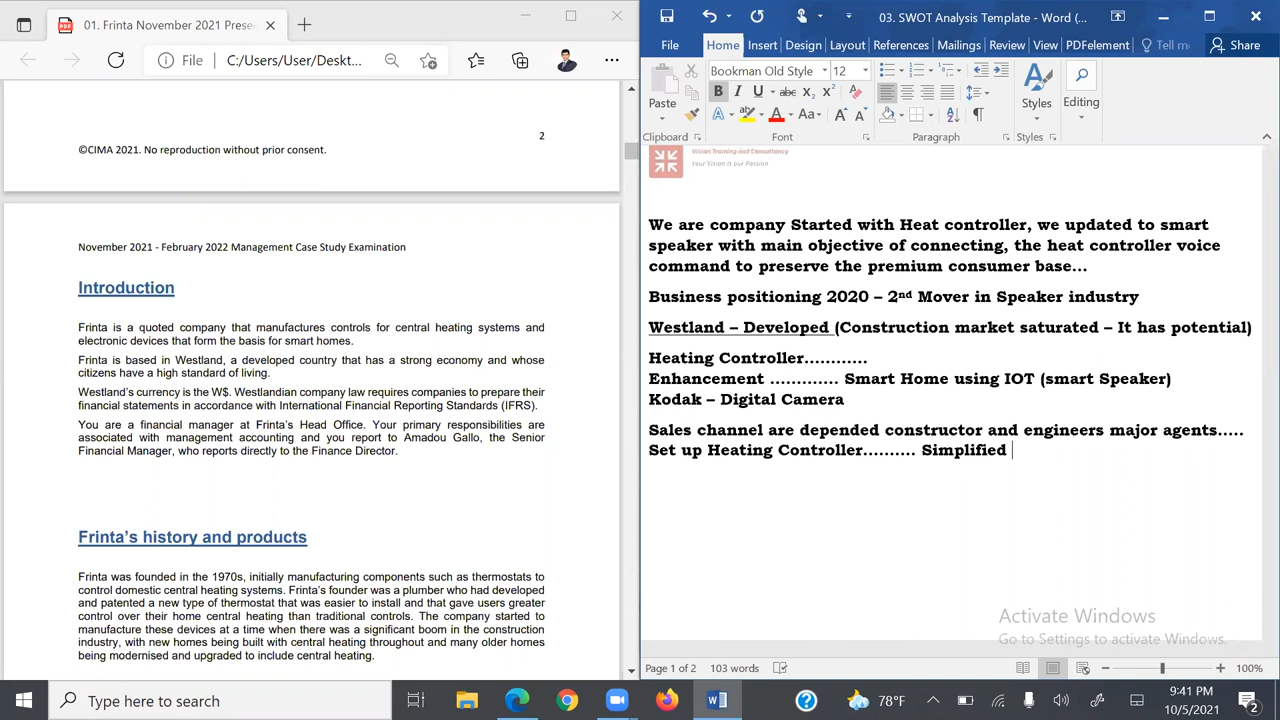 01. Frinta November 2021 Prese
File
C:/Users/User/Deskt...
2
©CIMA 2021. No reproduction without prior consent.
November 2021 - February 2022 Management Case Study Examination
Introduction
Frinta is a quoted company that manufactures controls for central heating systems and
electronic devices that form the basis for smart homes.
Frinta is based in Westland, a developed country that has a strong economy and whose
citizens have a high standard of living.
Westland's currency is the W$. Westlandian company law requires companies to prepare their
financial statements in accordance with International Financial Reporting Standards (IFRS).
You are a financial manager at Frinta's Head Office. Your primary responsibilities are
associated with management accounting and you report to Amadou Gallo, the Senior
Financial Manager, who reports directly to the Finance Director.
Frinta's history and products
Frinta was founded in the 1970s, initially manufacturing components such as thermostats to
control domestic central heating systems. Frinta's founder was a plumber who had developed
and patented a new type of thermostat that was easier to install and that gave users greater
control over their home central heating than traditional controls. The company started to
manufacture these devices at a time when there was a significant boom in the construction
industry, with new homes being built with central heating throughout and many older homes
being modernised and upgraded to include central heating.
03. SWOT Analysis Template - Word (...
File Home Insert Design Layout References Mailings Review View PDFelement Tell me Share
Bookman Old Style 12
Paste
Styles
Editing
Clipboard Font Paragraph Styles
Vision Training and Consultancy
Your Vision is our Passion
We are company Started with Heat controller, we updated to smart
speaker with main objective of connecting, the heat controller voice
command to preserve the premium consumer base...
Business positioning 2020 – 2nd Mover in Speaker industry
Westland – Developed (Construction market saturated – It has potential)
Heating Controller............
Enhancement ............. Smart Home using IOT (smart Speaker)
Kodak – Digital Camera
Sales channel are depended constructor and engineers major agents.....
Set up Heating Controller.......... Simplified
Activate Windows
Go to Settings to activate Windows.
Page 1 of 2 103 words 100%
Type here to search
78°F
9:41 PM
10/5/2021
2